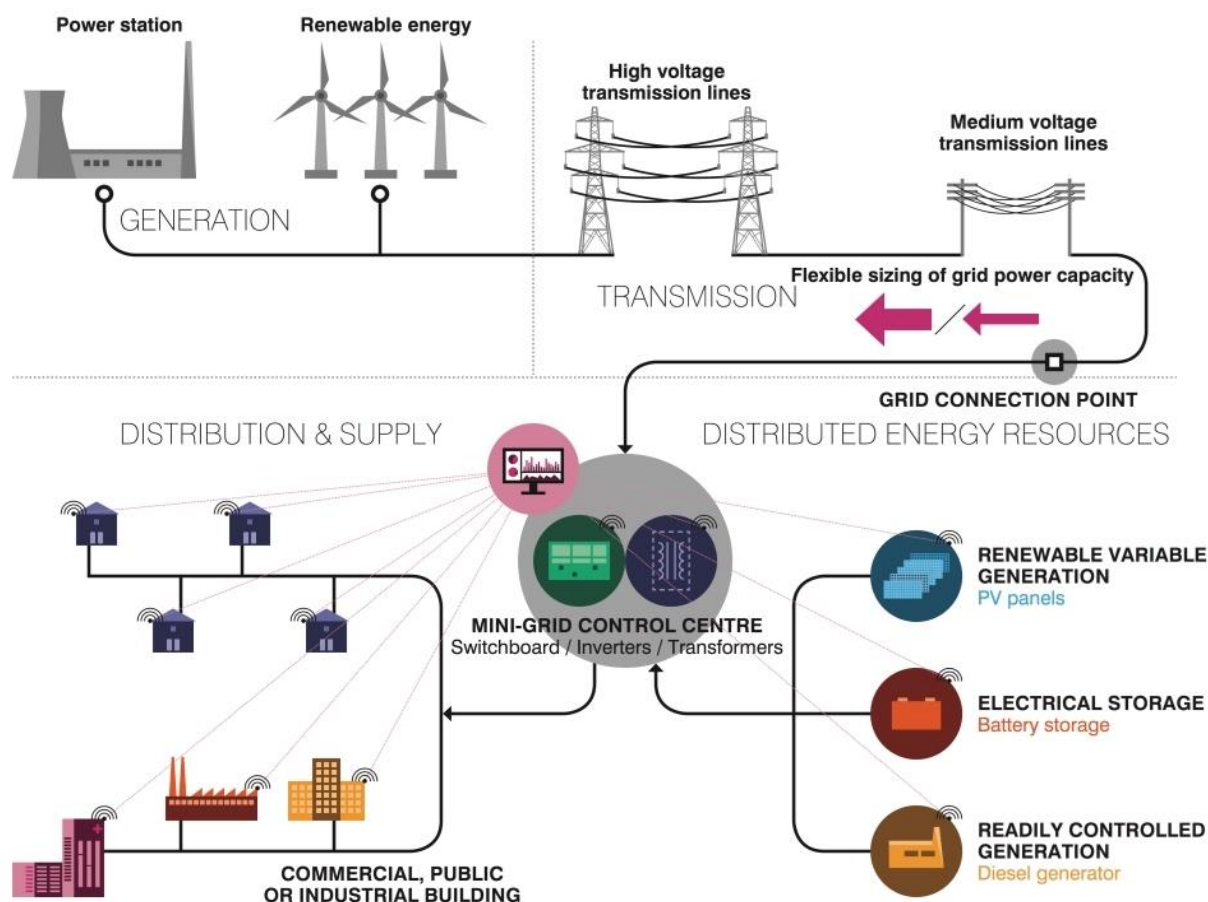 Power station
Renewable energy
High voltage
transmission lines
Medium voltage
transmission lines
GENERATION
Flexible sizing of grid power capacity
TRANSMISSION
GRID CONNECTION POINT
DISTRIBUTION & SUPPLY
DISTRIBUTED ENERGY RESOURCES
MINI-GRID CONTROL CENTRE
Switchboard / Inverters / Transformers
RENEWABLE VARIABLE
GENERATION
PV panels
ELECTRICAL STORAGE
Battery storage
READILY CONTROLLED
GENERATION
Diesel generator
COMMERCIAL, PUBLIC
OR INDUSTRIAL BUILDING